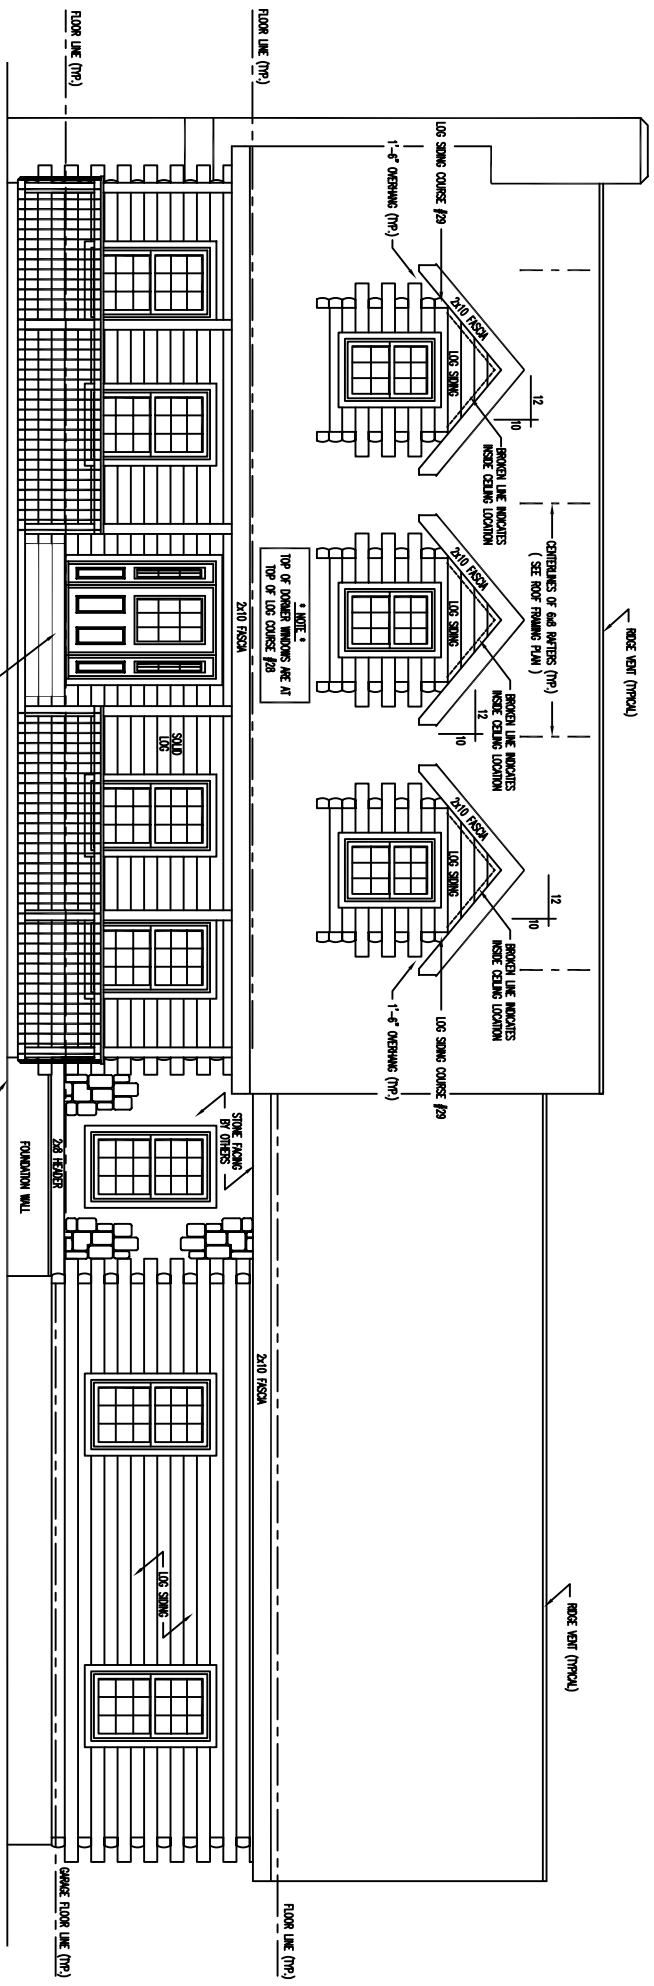 RIDGE VENT (TYPICAL)
RIDGE VENT (TYPICAL)
CENTERLINES OF 6x8 RAFTERS (TYP.)
( SEE ROOF FRAMING PLAN )
12
10
12
10
12
10
BROKEN LINE INDICATES
INSIDE CEILING LOCATION
BROKEN LINE INDICATES
INSIDE CEILING LOCATION
BROKEN LINE INDICATES
INSIDE CEILING LOCATION
2x10 FASCIA
2x10 FASCIA
2x10 FASCIA
LOG SIDING
LOG SIDING
LOG SIDING
LOG SIDING COURSE #29
LOG SIDING COURSE #29
1'-6" OVERHANG (TYP.)
1'-6" OVERHANG (TYP.)
* NOTE *
TOP OF DORMER WINDOWS ARE AT
TOP OF LOG COURSE #28
FLOOR LINE (TYP.)
FLOOR LINE (TYP.)
2x10 FASCIA
2x10 FASCIA
STONE FACING
BY OTHERS
SOLID
LOG
LOG SIDING
FLOOR LINE (TYP.)
GARAGE FLOOR LINE (TYP.)
2x8 HEADER
FOUNDATION WALL